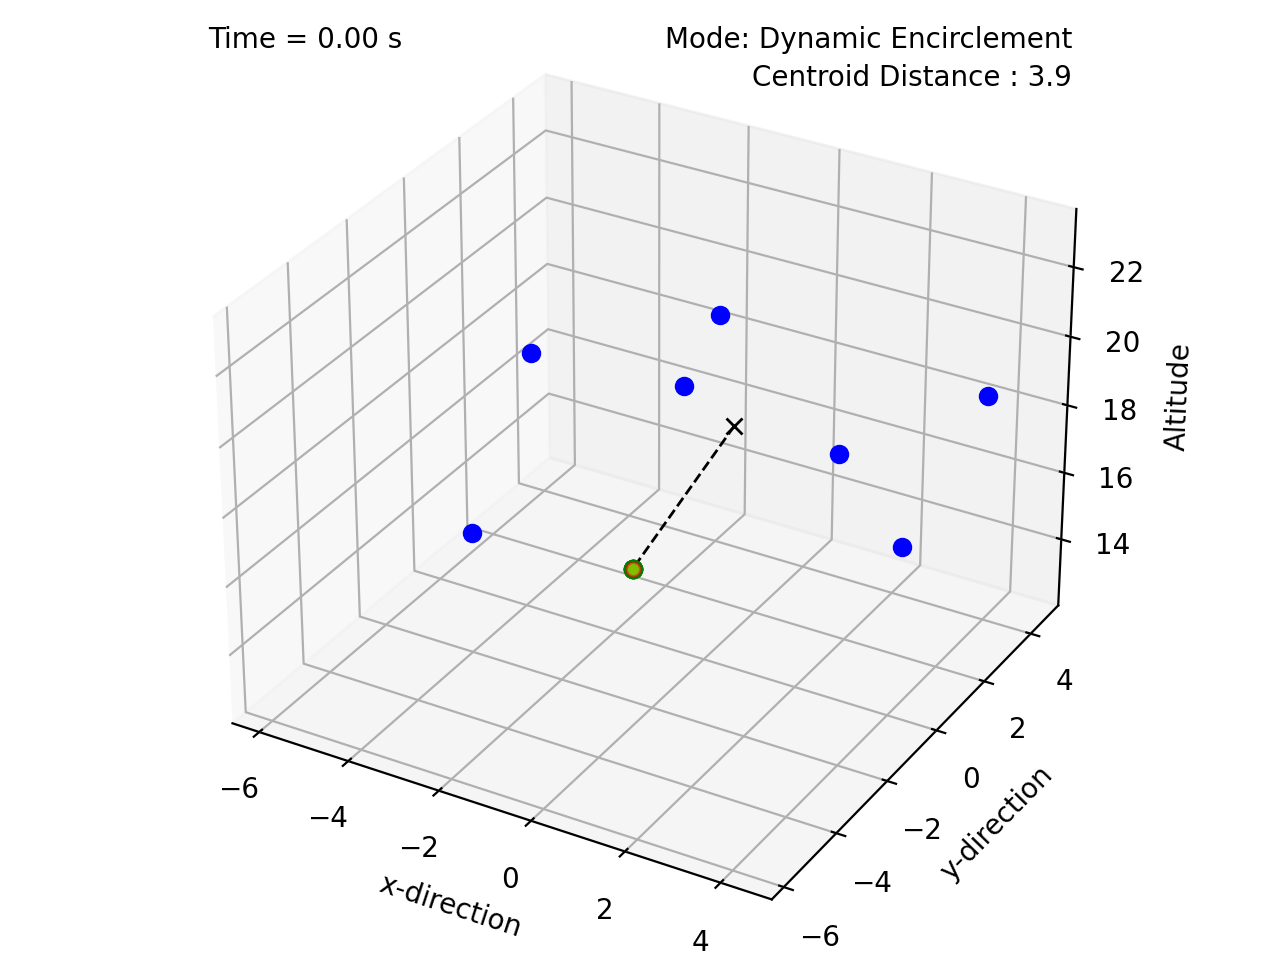 Time = 0.00 s
Mode: Dynamic Encirclement
Centroid Distance : 3.9
22
20
18
16
14
Altitude
4
2
0
−2
−4
−6
y-direction
−6
−4
−2
0
2
4
x-direction